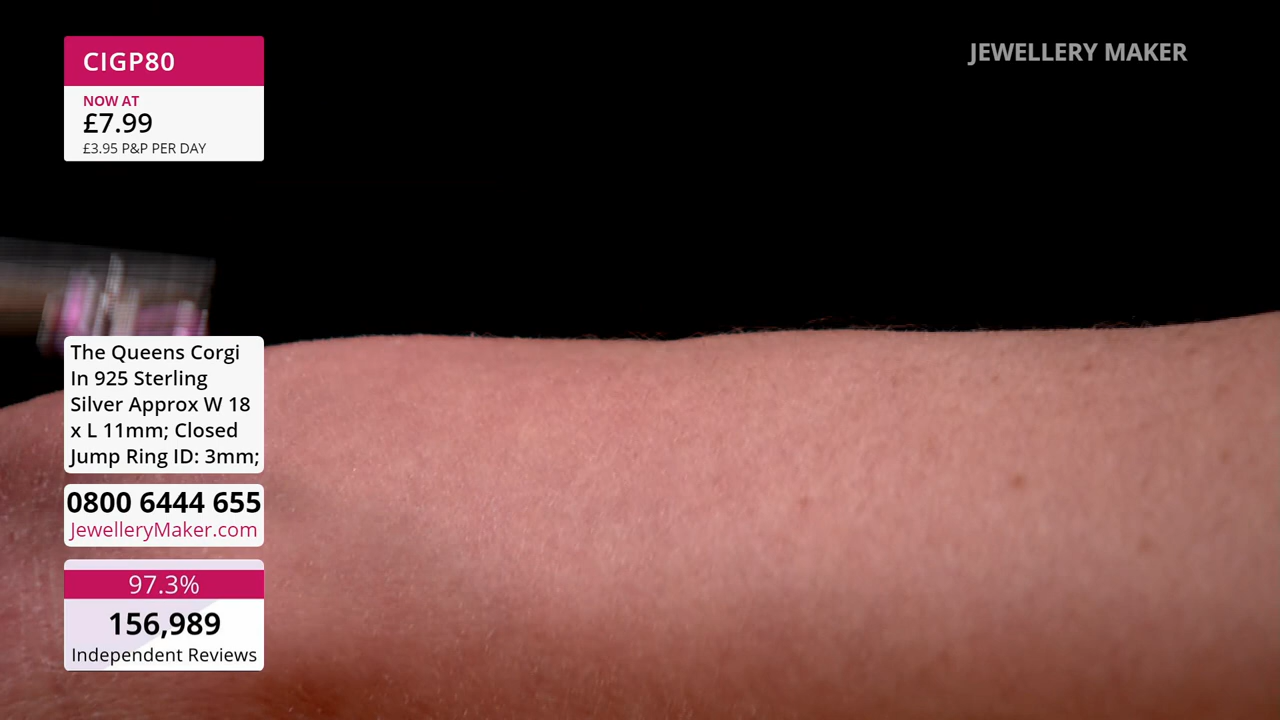 CIGP80
NOW AT
£7.99
£3.95 P&P PER DAY
JEWELLERY MAKER
The Queens Corgi
In 925 Sterling
Silver Approx W 18
x L 11mm; Closed
Jump Ring ID: 3mm;
0800 6444 655
JewelleryMaker.com
97.3%
156,989
Independent Reviews